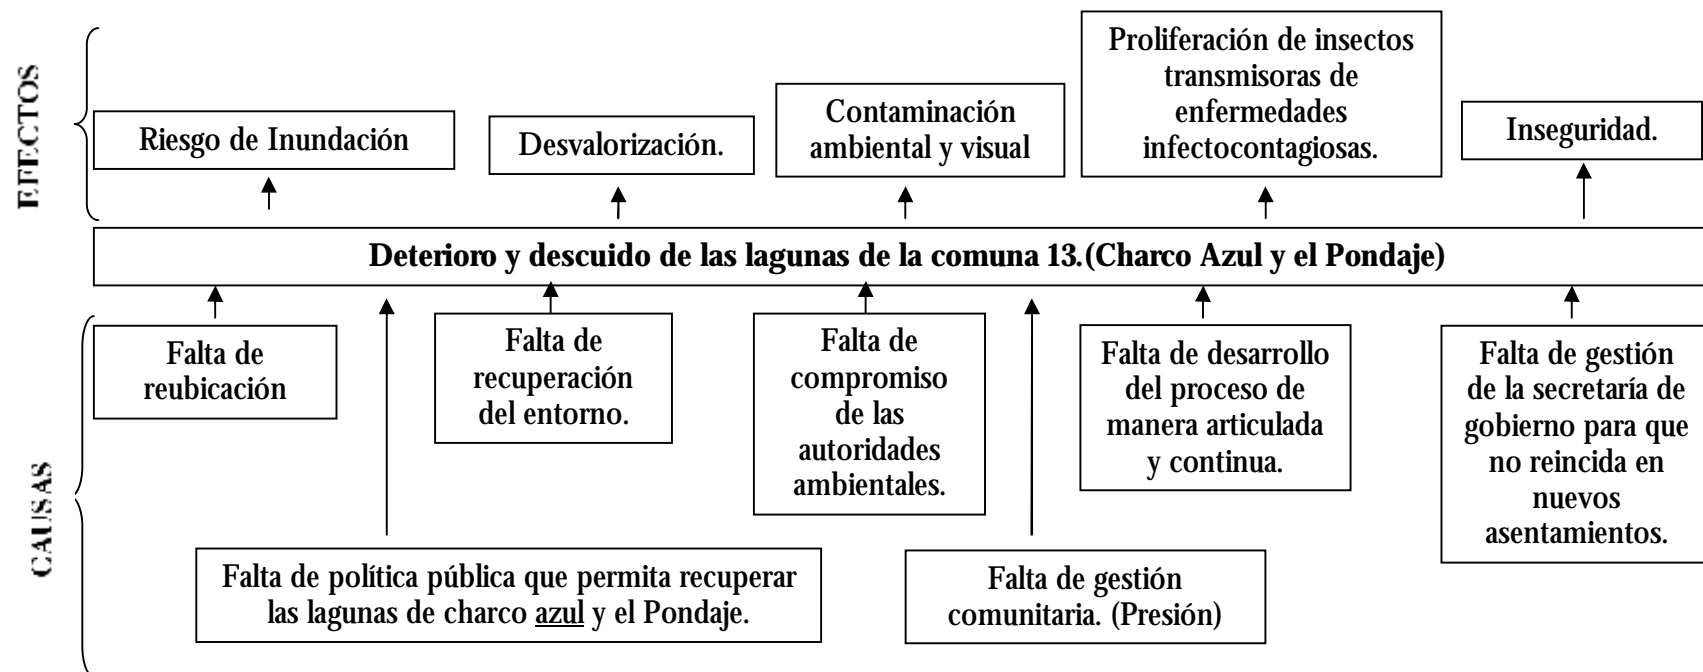 EFECTOS
Riesgo de Inundación
Desvalorización.
Contaminación
ambiental y visual
Proliferación de insectos
transmisoras de
enfermedades
infectocontagiosas.
Inseguridad.
Deterioro y descuido de las lagunas de la comuna 13.(Charco Azul y el Pondaje)
CAUSAS
Falta de
reubicación
Falta de
recuperación
del entorno.
Falta de
compromiso
de las
autoridades
ambientales.
Falta de desarrollo
del proceso de
manera articulada
y continua.
Falta de gestión
de la secretaría de
gobierno para que
no reincida en
nuevos
asentamientos.
Falta de política pública que permita recuperar
las lagunas de charco azul y el Pondaje.
Falta de gestión
comunitaria. (Presión)